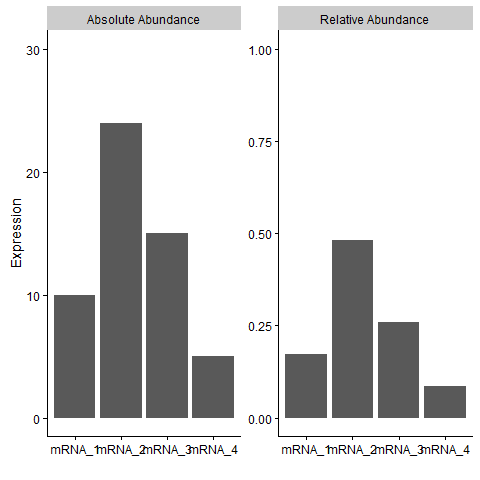 Absolute Abundance
Relative Abundance
Expression
30
20
10
0
1.00
0.75
0.50
0.25
0.00
mRNA_1 mRNA_2 mRNA_3 mRNA_4
mRNA_1 mRNA_2 mRNA_3 mRNA_4